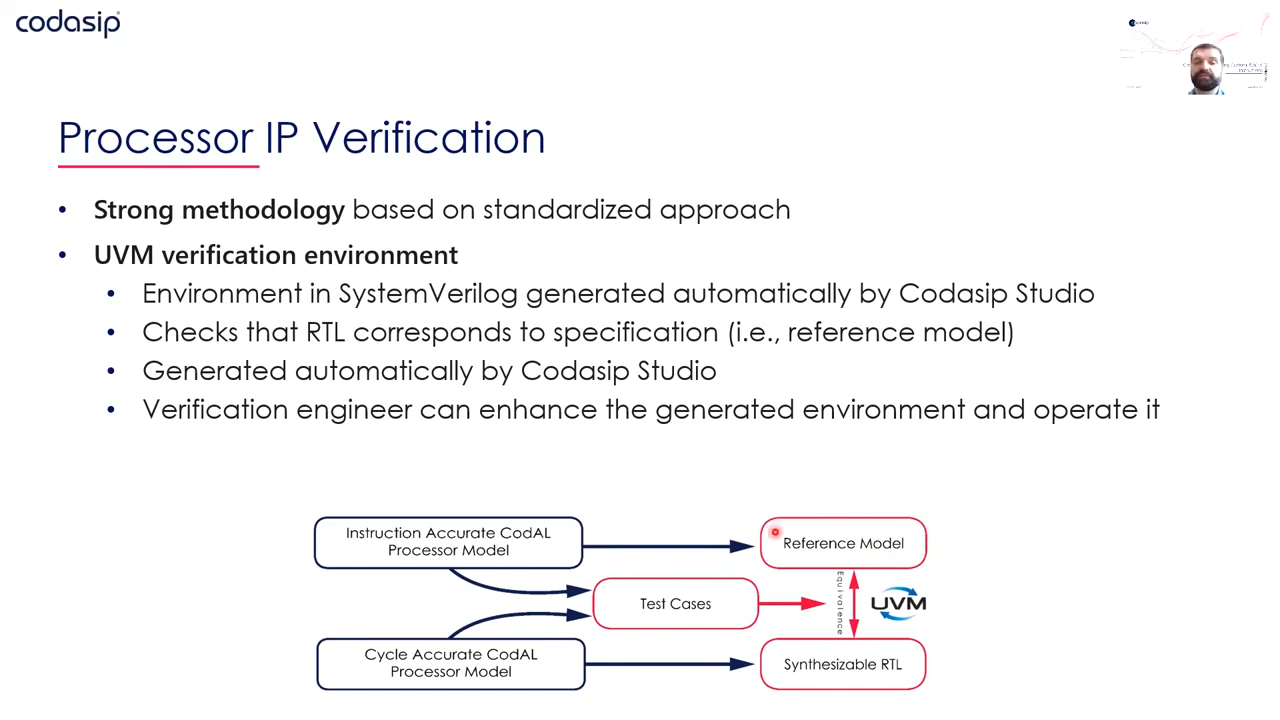 codasip
Processor IP Verification
• Strong methodology based on standardized approach
• UVM verification environment
• Environment in SystemVerilog generated automatically by Codasip Studio
• Checks that RTL corresponds to specification (i.e., reference model)
• Generated automatically by Codasip Studio
• Verification engineer can enhance the generated environment and operate it
Instruction Accurate CodAL
Processor Model
Reference Model
Test Cases
Equivalence
UVM
Cycle Accurate CodAL
Processor Model
Synthesizable RTL